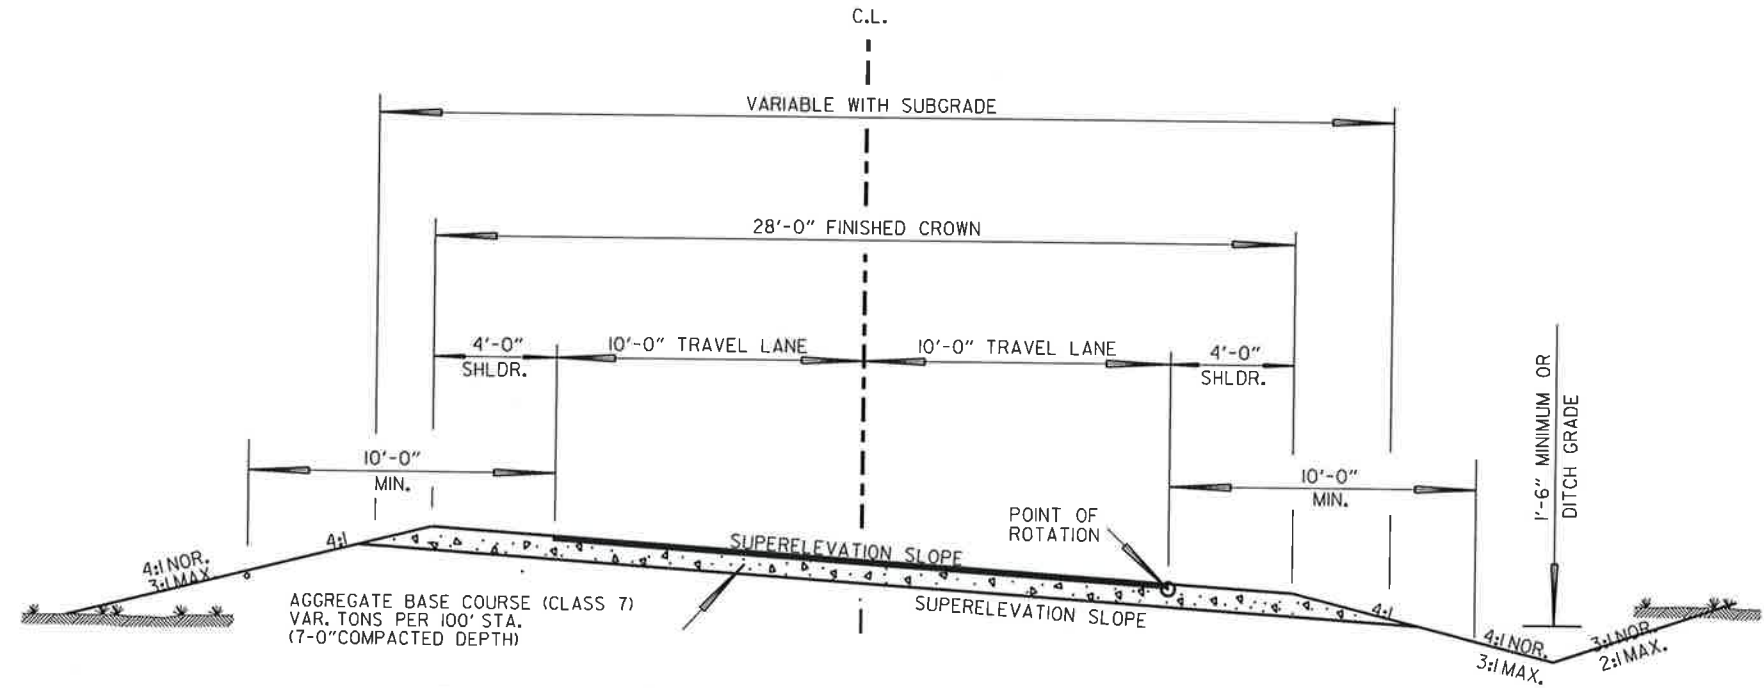 C.L.
VARIABLE WITH SUBGRADE
28'-0" FINISHED CROWN
4'-0"
SHLDR.
10'-0" TRAVEL LANE
10'-0" TRAVEL LANE
4'-0"
SHLDR.
1'-6" MINIMUM OR
DITCH GRADE
10'-0"
MIN.
10'-0"
MIN.
POINT OF
ROTATION
4:1 NOR.
3:1 MAX.
4:1
SUPERELEVATION SLOPE
SUPERELEVATION SLOPE
4:1
AGGREGATE BASE COURSE (CLASS 7)
VAR. TONS PER 100' STA.
(7-0"COMPACTED DEPTH)
4:1 NOR.
3:1 MAX.
3:1 NOR.
2:1 MAX.